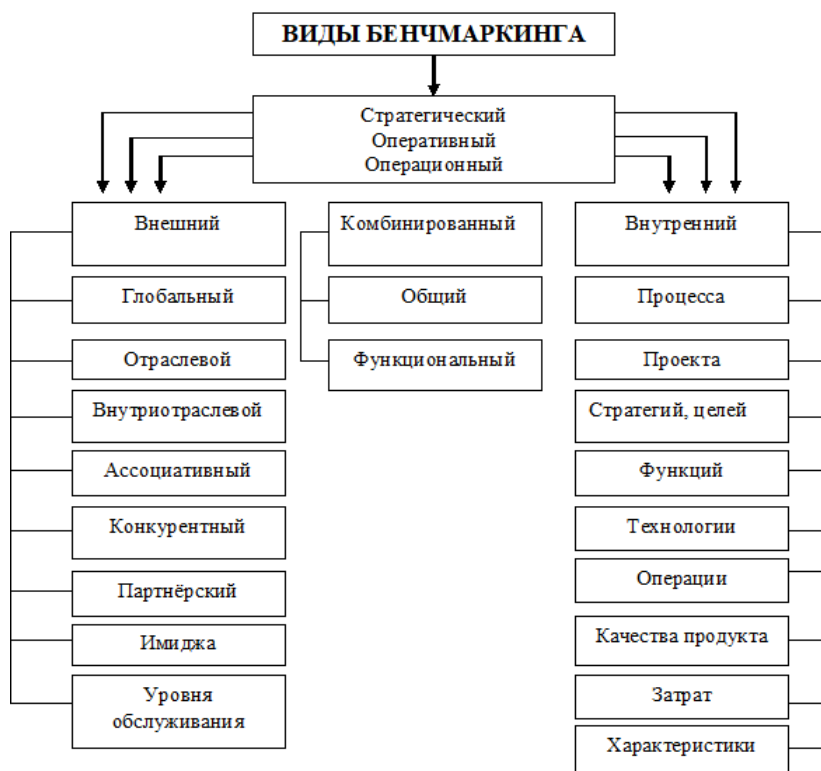 ВИДЫ БЕНЧМАРКИНГА
Стратегический
Оперативный
Операционный
Внешний
Глобальный
Отраслевой
Внутриотраслевой
Ассоциативный
Конкурентный
Партнёрский
Имиджа
Уровня
обслуживания
Комбинированный
Общий
Функциональный
Внутренний
Процесса
Проекта
Стратегий, целей
Функций
Технологии
Операции
Качества продукта
Затрат
Характеристики